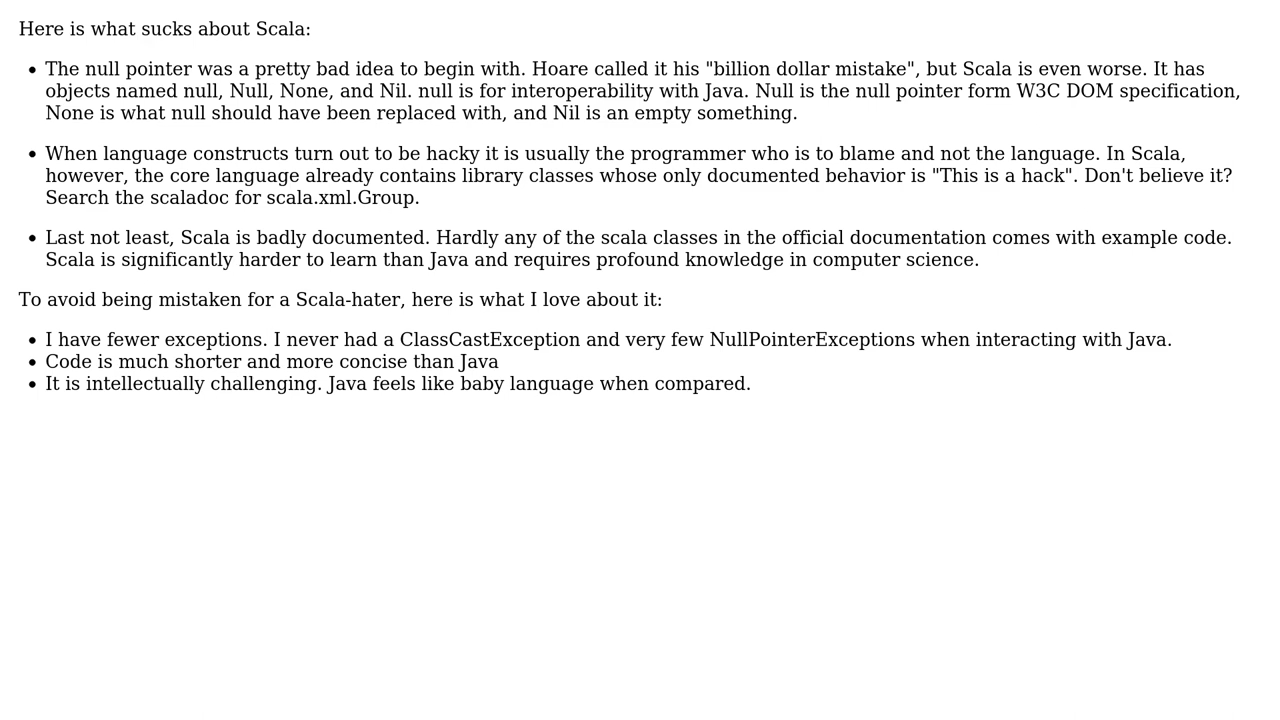 Here is what sucks about Scala:
• The null pointer was a pretty bad idea to begin with. Hoare called it his "billion dollar mistake", but Scala is even worse. It has
objects named null, Null, None, and Nil. null is for interoperability with Java. Null is the null pointer form W3C DOM specification,
None is what null should have been replaced with, and Nil is an empty something.
• When language constructs turn out to be hacky it is usually the programmer who is to blame and not the language. In Scala,
however, the core language already contains library classes whose only documented behavior is "This is a hack". Don't believe it?
Search the scaladoc for scala.xml.Group.
• Last not least, Scala is badly documented. Hardly any of the scala classes in the official documentation comes with example code.
Scala is significantly harder to learn than Java and requires profound knowledge in computer science.
To avoid being mistaken for a Scala-hater, here is what I love about it:
• I have fewer exceptions. I never had a ClassCastException and very few NullPointerExceptions when interacting with Java.
• Code is much shorter and more concise than Java
• It is intellectually challenging. Java feels like baby language when compared.